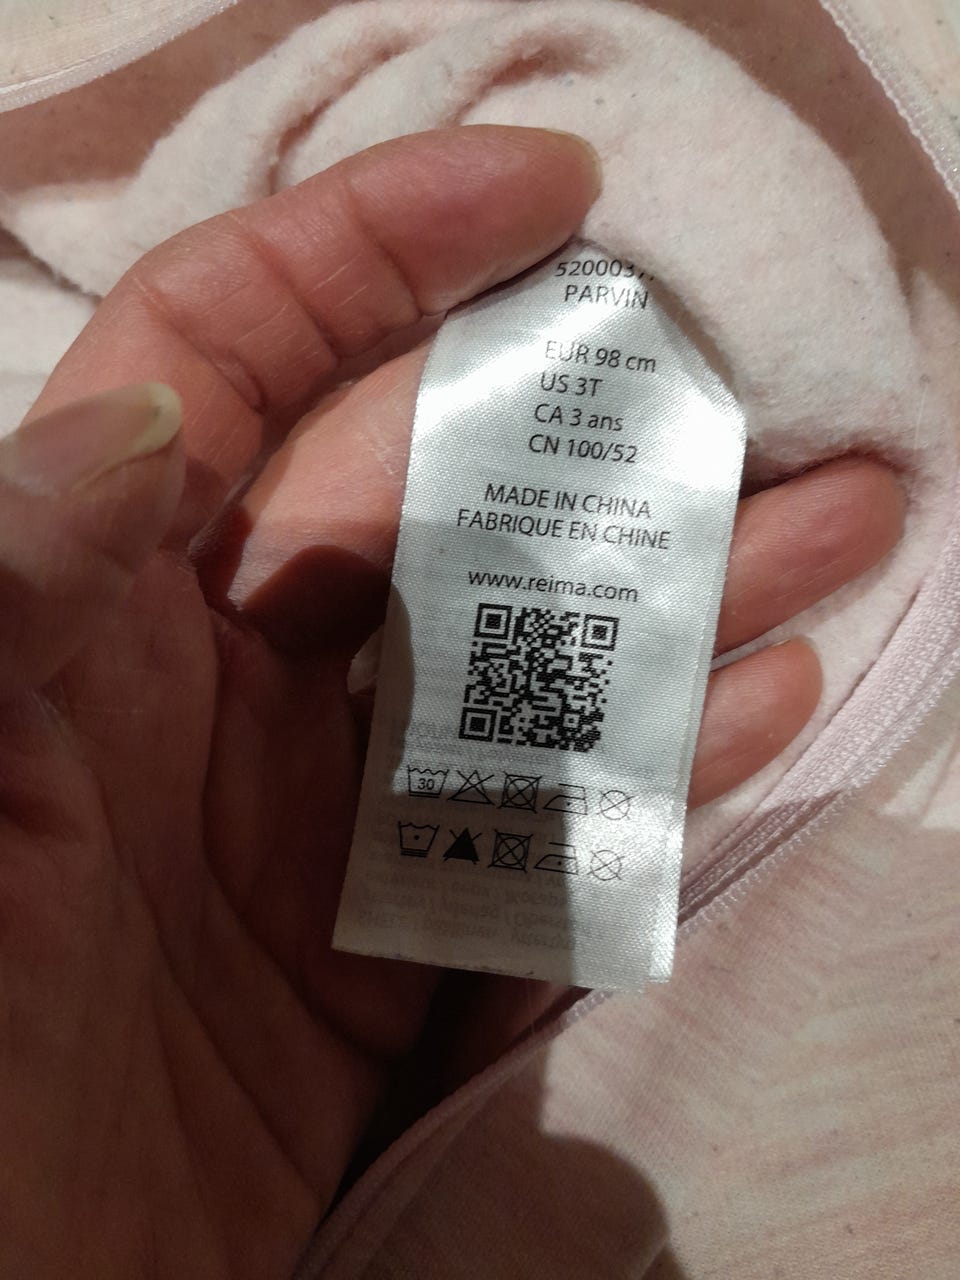 PARVIN
EUR 98 cm
US 3T
CA 3 ans
CN 100/52
MADE IN CHINA
FABRIQUE EN CHINE
www.reima.com
30